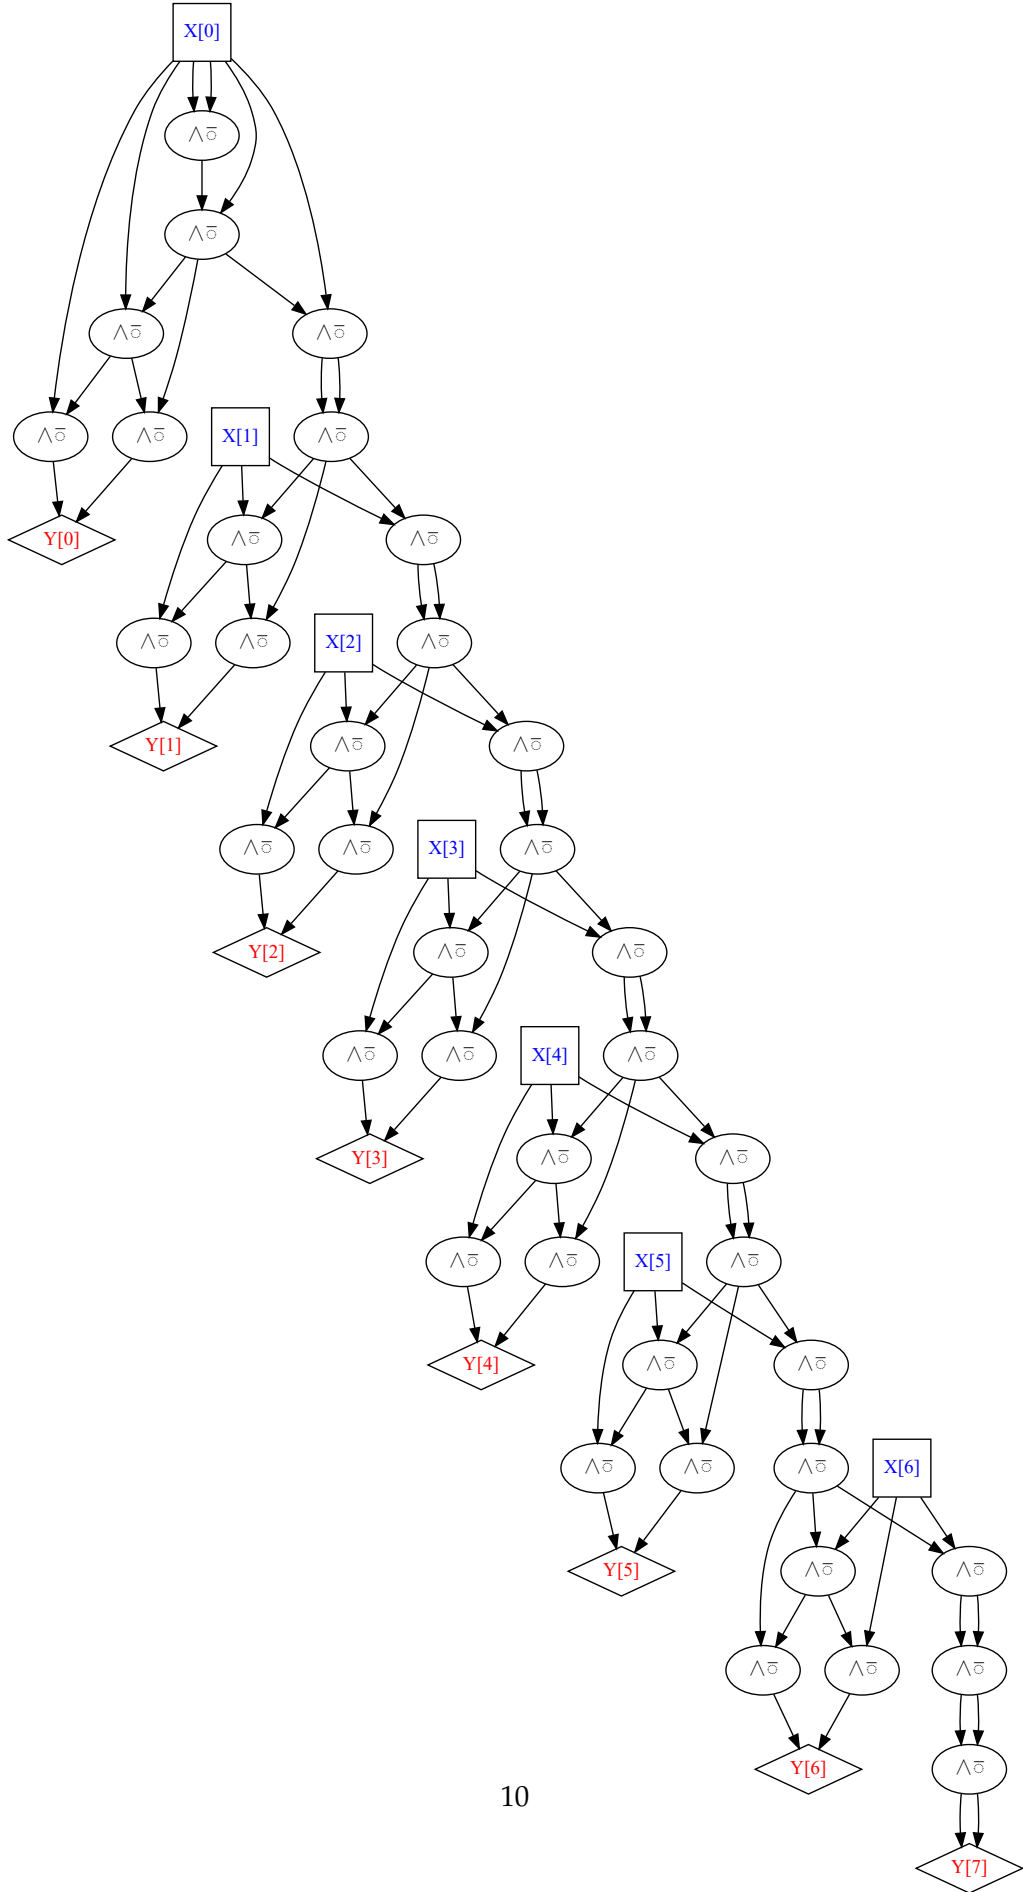 X[0]
∧ ◌̅
∧ ◌̅
∧ ◌̅
∧ ◌̅
∧ ◌̅
∧ ◌̅
X[1]
∧ ◌̅
Y[0]
∧ ◌̅
∧ ◌̅
∧ ◌̅
∧ ◌̅
X[2]
∧ ◌̅
Y[1]
∧ ◌̅
∧ ◌̅
∧ ◌̅
∧ ◌̅
X[3]
∧ ◌̅
Y[2]
∧ ◌̅
∧ ◌̅
∧ ◌̅
∧ ◌̅
X[4]
∧ ◌̅
Y[3]
∧ ◌̅
∧ ◌̅
∧ ◌̅
∧ ◌̅
X[5]
∧ ◌̅
Y[4]
∧ ◌̅
∧ ◌̅
∧ ◌̅
∧ ◌̅
∧ ◌̅
X[6]
Y[5]
∧ ◌̅
∧ ◌̅
∧ ◌̅
∧ ◌̅
∧ ◌̅
Y[6]
∧ ◌̅
10
Y[7]